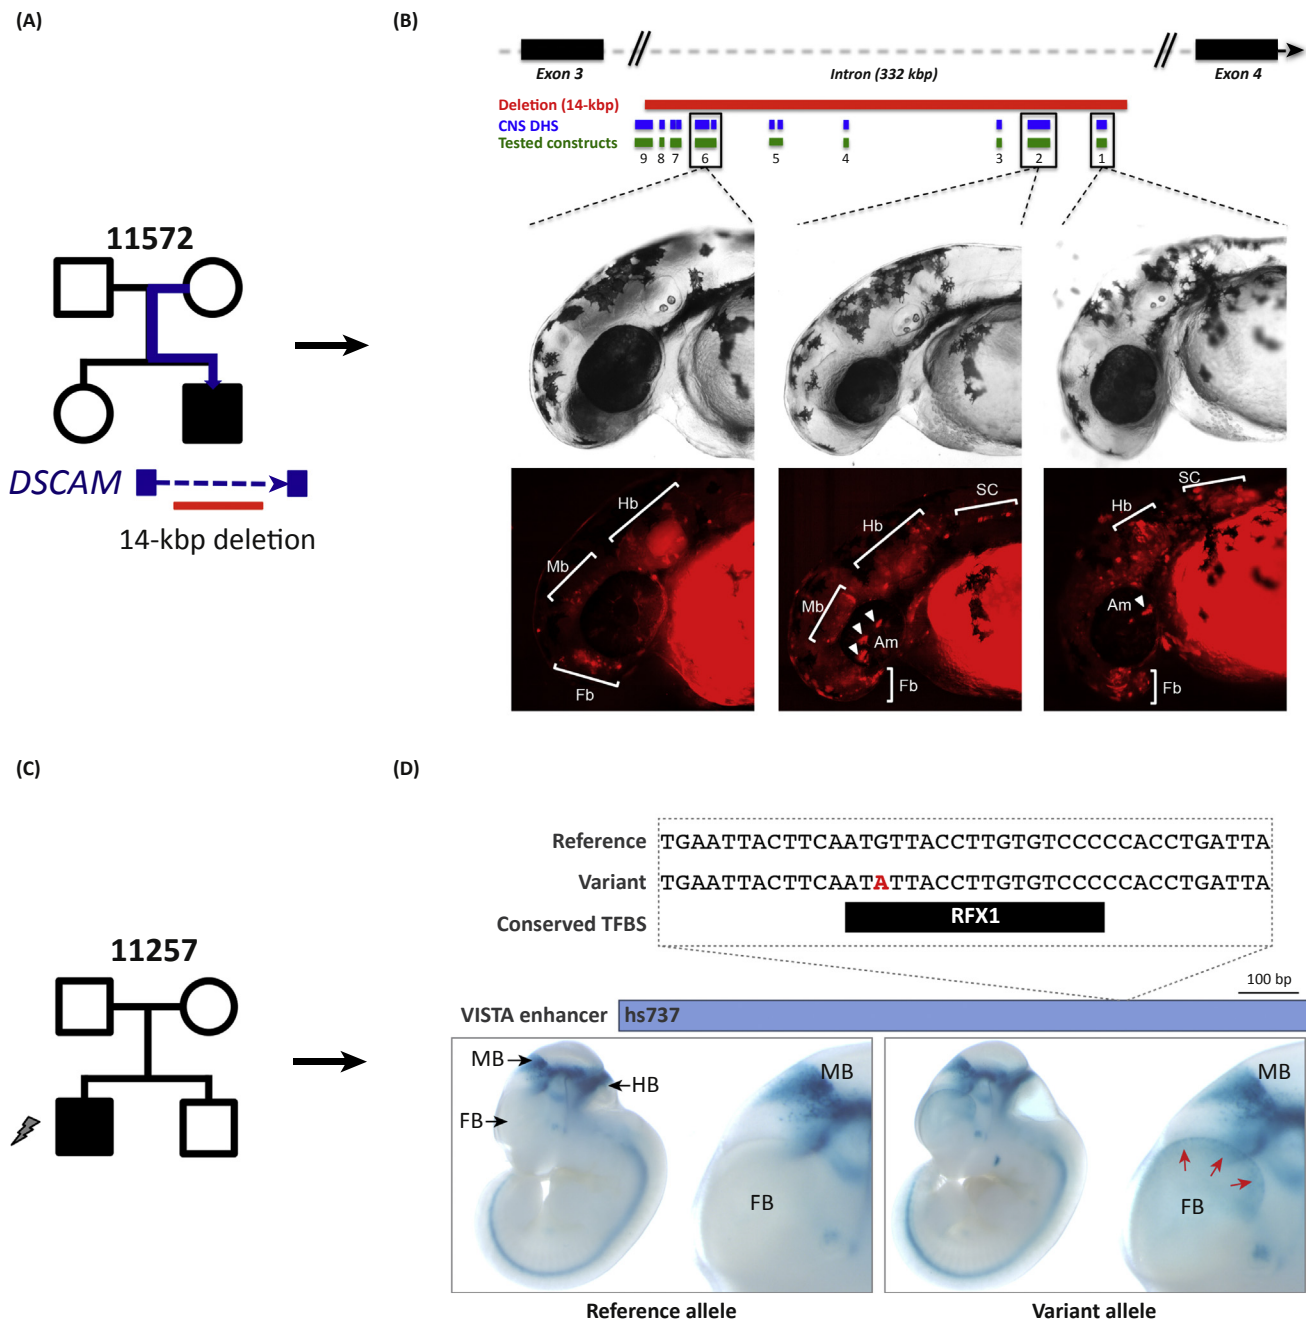 (A)
11572
DSCAM
14-kbp deletion
(B)
Exon 3
Intron (332 kbp)
Exon 4
Deletion (14-kbp)
CNS DHS
Tested constructs
9 8 7 6 5 4 3 2 1
Hb
Mb
Fb
SC
Hb
Mb
Am
Fb
SC
Hb
Am
Fb
(C)
11257
(D)
Reference TGAATTACTTCAATGTTACCTTGTGTCCCCCACCTGATTA
Variant TGAATTACTTCAATATTACCTTGTGTCCCCCACCTGATTA
Conserved TFBS RFX1
100 bp
VISTA enhancer hs737
MB
HB
FB
MB
FB
MB
FB
Reference allele
Variant allele